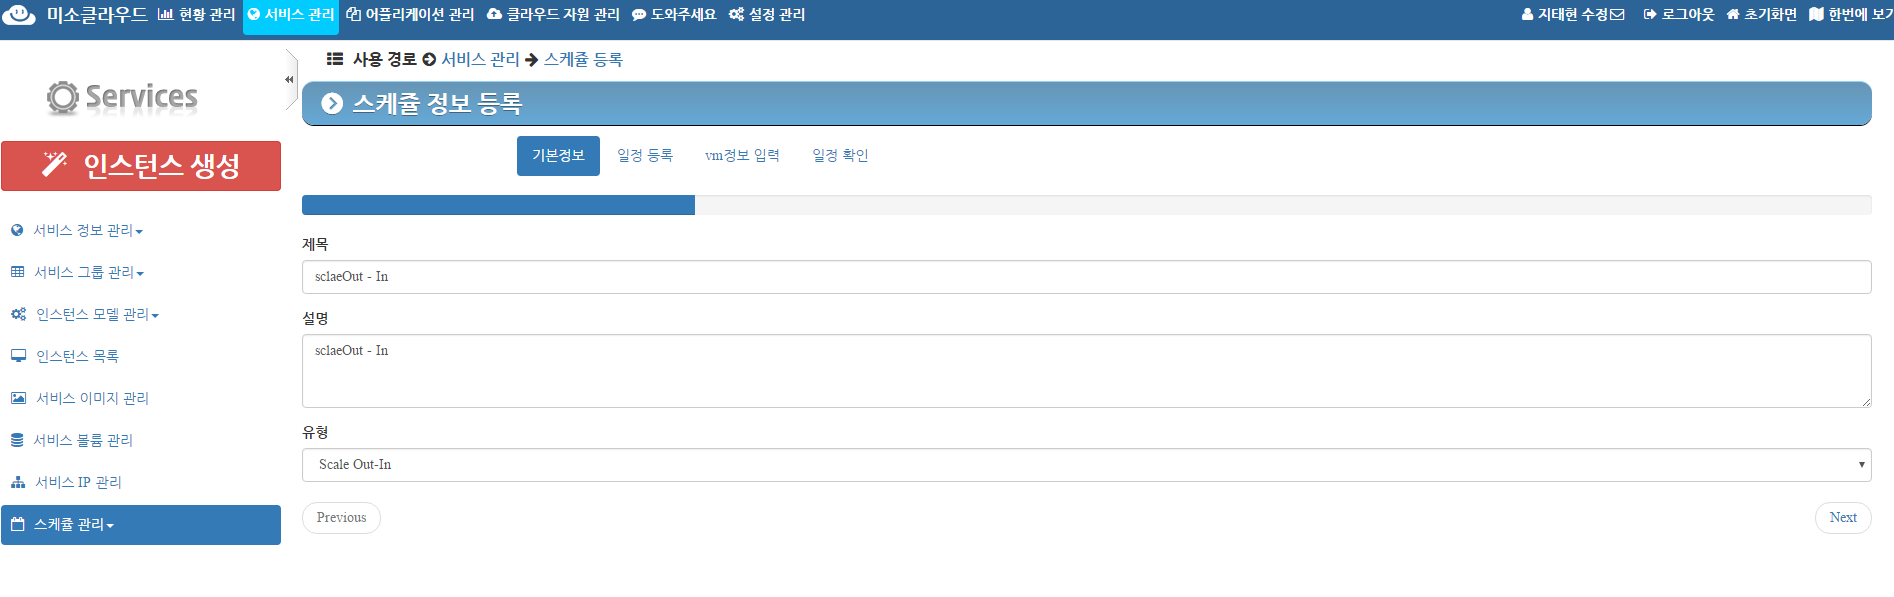 미소클라우드 현황 관리 서비스 관리 어플리케이션 관리 클라우드 자원 관리 도와주세요 설정 관리 지태현 수정 로그아웃 초기화면 한번에 보기
사용 경로 서비스 관리 스케쥴 등록
Services
스케쥴 정보 등록
인스턴스 생성
기본정보 일정 등록 vm정보 입력 일정 확인
서비스 정보 관리
서비스 그룹 관리
인스턴스 모델 관리
인스턴스 목록
서비스 이미지 관리
서비스 볼륨 관리
서비스 IP 관리
스케쥴 관리
제목
sclaeOut - In
설명
sclaeOut - In
유형
Scale Out-In
Previous Next